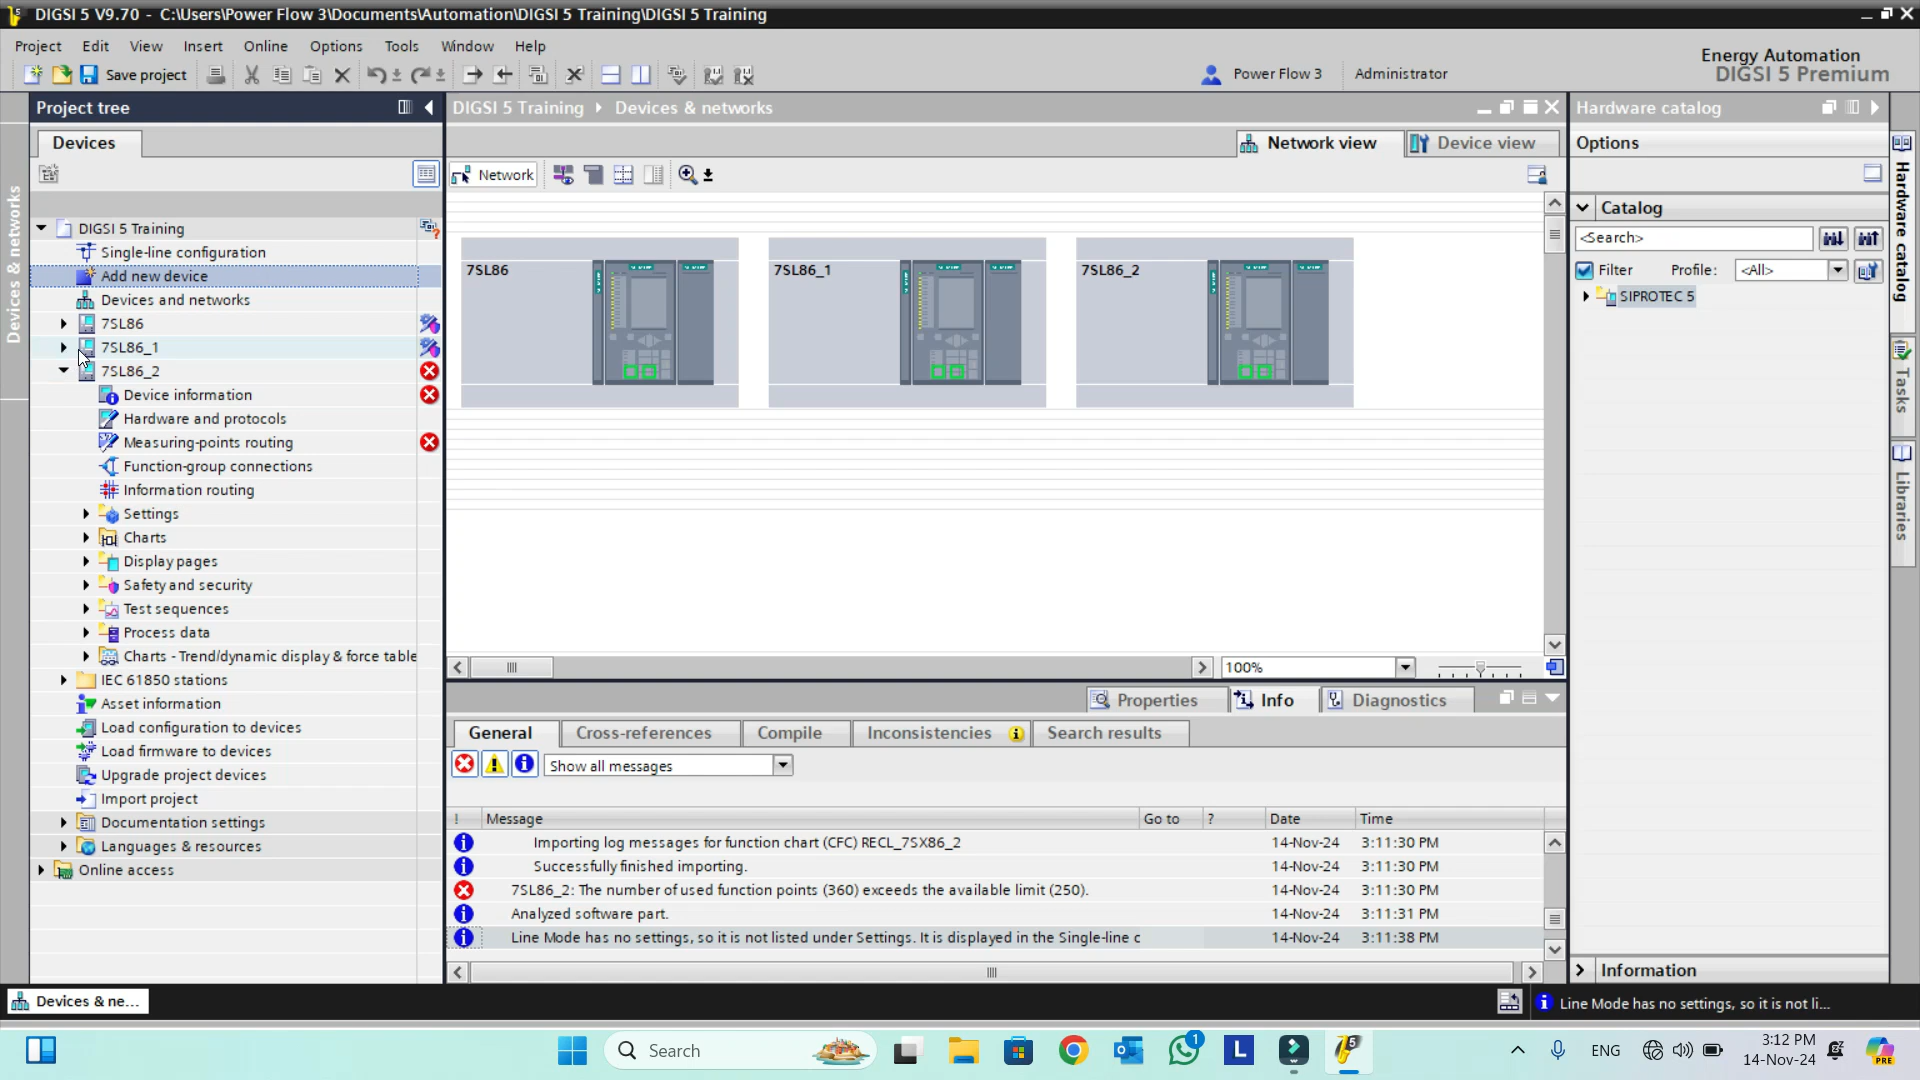 DIGSI 5 V9.70 - C:\Users\Power Flow 3\Documents\Automation\DIGSI 5 Training\DIGSI 5 Training
Project Edit View Insert Online Options Tools Window Help
Save project
Power Flow 3 Administrator
Energy Automation
DIGSI 5 Premium
Project tree
Devices
Devices & networks
DIGSI 5 Training
Single-line configuration
Add new device
Devices and networks
7SL86
7SL86_1
7SL86_2
Device information
Hardware and protocols
Measuring-points routing
Function-group connections
Information routing
Settings
Charts
Display pages
Safety and security
Test sequences
Process data
Charts - Trend/dynamic display & force table
IEC 61850 stations
Asset information
Load configuration to devices
Load firmware to devices
Upgrade project devices
Import project
Documentation settings
Languages & resources
Online access
DIGSI 5 Training Devices & networks
Network view Device view
Network
7SL86 7SL86_1 7SL86_2
100%
Properties Info Diagnostics
General Cross-references Compile Inconsistencies Search results
Show all messages
! Message Go to ? Date Time
Importing log messages for function chart (CFC) RECL_7SX86_2 14-Nov-24 3:11:30 PM
Successfully finished importing. 14-Nov-24 3:11:30 PM
7SL86_2: The number of used function points (360) exceeds the available limit (250). 14-Nov-24 3:11:30 PM
Analyzed software part. 14-Nov-24 3:11:31 PM
Line Mode has no settings, so it is not listed under Settings. It is displayed in the Single-line c 14-Nov-24 3:11:38 PM
Hardware catalog
Options
Catalog
<Search>
Filter Profile: <All>
SIPROTEC 5
Information
Hardware catalog
Tasks
Libraries
Devices & ne...
Line Mode has no settings, so it is not li...
Search
1
L
5
ENG
3:12 PM
14-Nov-24
PRE